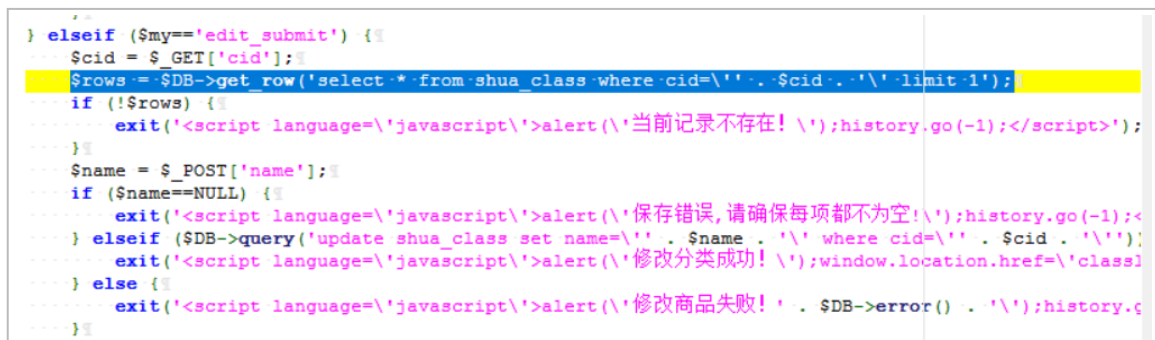 } elseif ($my=='edit_submit') {
$cid = $_GET['cid'];
$rows = $DB->get_row('select * from shua_class where cid=\'' . $cid . '\' limit 1');
if (!$rows) {
exit('<script language=\'javascript\'>alert(\'当前记录不存在! \');history.go(-1);</script>');
}
$name = $_POST['name'];
if ($name==NULL) {
exit('<script language=\'javascript\'>alert(\'保存错误,请确保每项都不为空!\');history.go(-1);<
} elseif ($DB->query('update shua_class set name=\'' . $name . '\' where cid=\'' . $cid . '\''))
exit('<script language=\'javascript\'>alert(\'修改分类成功! \');window.location.href=\'classl
} else {
exit('<script language=\'javascript\'>alert(\'修改商品失败! ' . $DB->error() . '\');history.g
}